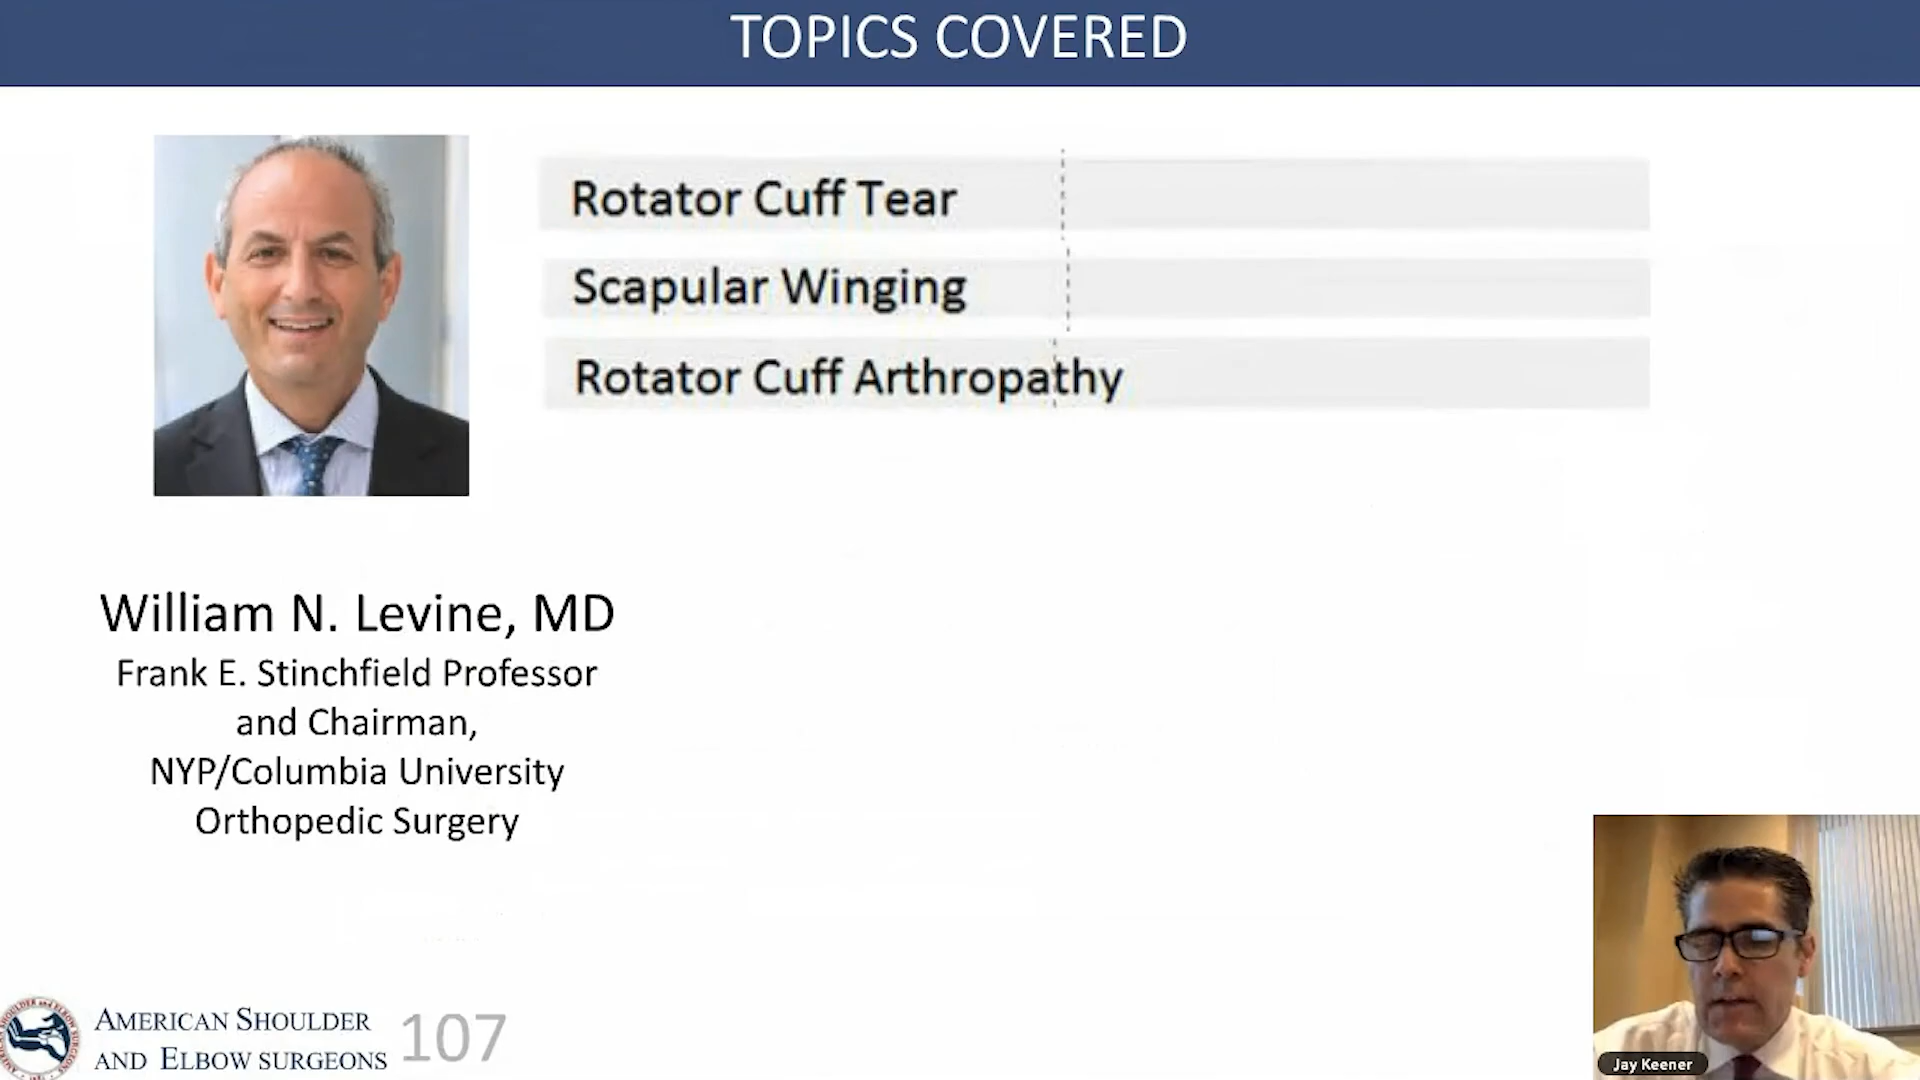 TOPICS COVERED
Rotator Cuff Tear
Scapular Winging
Rotator Cuff Arthropathy
William N. Levine, MD
Frank E. Stinchfield Professor
and Chairman,
NYP/Columbia University
Orthopedic Surgery
AMERICAN SHOULDER
AND ELBOW SURGEONS
107
Jay Keener